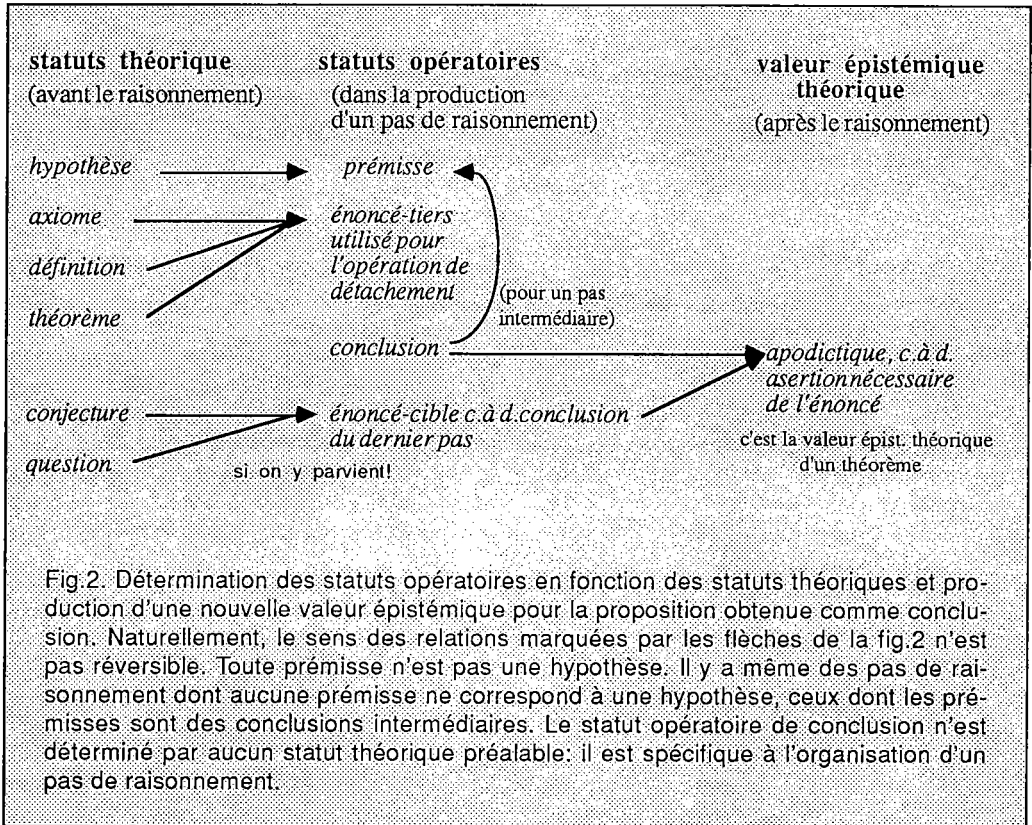 statuts théorique
(avant le raisonnement)
statuts opératoires
(dans la production
d'un pas de raisonnement)
valeur épistémique
théorique
(après le raisonnement)
hypothèse
prémisse
axiome
énoncé-tiers
utilisé pour
l'opération de
détachement
définition
théorème
(pour un pas
intermédiaire)
conclusion
apodictique, c.à d.
asertion nécessaire
de l'énoncé
conjecture
énoncé-cible c.à d.conclusion
du dernier pas
c'est la valeur épist. théorique
d'un théorème
question
si on y parvient!
Fig.2. Détermination des statuts opératoires en fonction des statuts théoriques et pro-
duction d'une nouvelle valeur épistémique pour la proposition obtenue comme conclu-
sion. Naturellement, le sens des relations marquées par les flèches de la fig.2 n'est
pas réversible. Toute prémisse n'est pas une hypothèse. Il y a même des pas de rai-
sonnement dont aucune prémisse ne correspond à une hypothèse, ceux dont les pré-
misses sont des conclusions intermédiaires. Le statut opératoire de conclusion n'est
déterminé par aucun statut théorique préalable: il est spécifique à l'organisation d'un
pas de raisonnement.